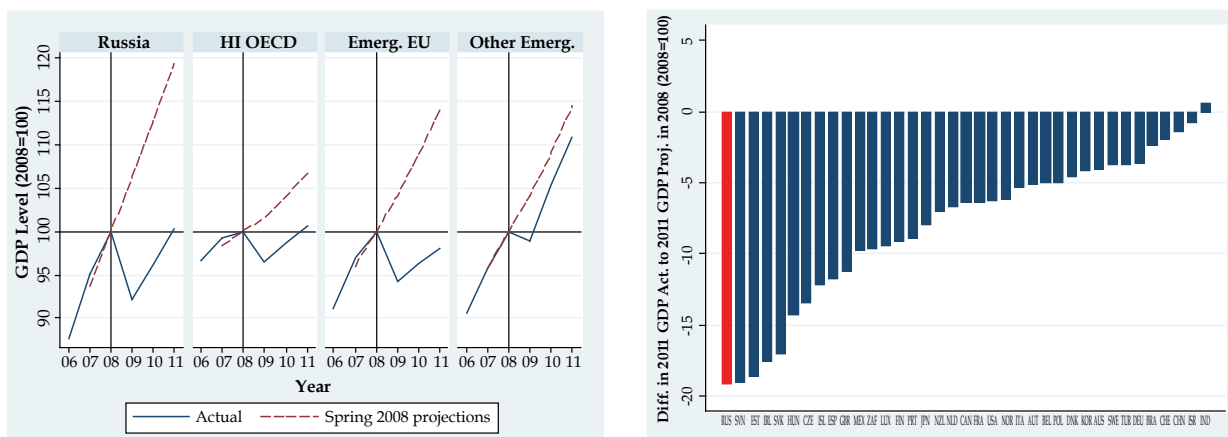 Russia HI OECD Emerg. EU Other Emerg.
GDP Level (2008=100)
120
115
110
105
100
95
90
06 07 08 09 10 11 06 07 08 09 10 11 06 07 08 09 10 11 06 07 08 09 10 11
Year
Actual Spring 2008 projections
Diff. in 2011 GDP Act. to 2011 GDP Proj. in 2008 (2008=100)
5
0
-5
-10
-15
-20
RUS SVN EST IRL SVK HUN CZE ISL ESP GBR MEX ZAF LUX FIN PRT JPN NZL NLD CAN FRA USA NOR ITA AUT BEL POL DNK KOR AUS SWE TUR DEU BRA CHE CHN ISR IND